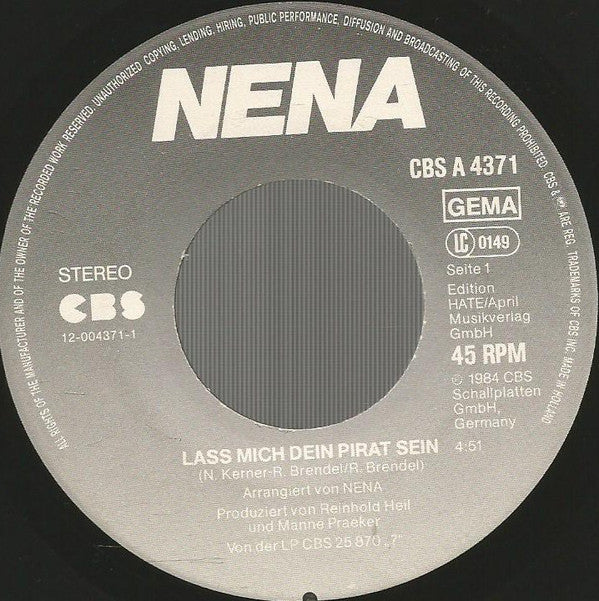 ALL RIGHTS OF THE MANUFACTURER AND OF THE OWNER OF THE RECORDED WORK RESERVED. UNAUTHORIZED COPYING, LENDING, HIRING, PUBLIC PERFORMANCE, DIFFUSION AND BROADCASTING OF THIS RECORDING PROHIBITED. CBS & ARE REG. TRADEMARKS OF CBS INC. MADE IN HOLLAND
NENA
CBS A 4371
GEMA
LC 0149
STEREO
CBS
12-004371-1
Seite 1
Edition
HATE/April
Musikverlag
GmbH
45 RPM
℗ 1984 CBS
Schallplatten
GmbH,
Germany
LASS MICH DEIN PIRAT SEIN 4:51
(N. Kerner-R. Brendel/R. Brendel)
Arrangiert von NENA
Produziert von Reinhold Heil
und Manne Praeker
Von der LP CBS 25 870 „?"